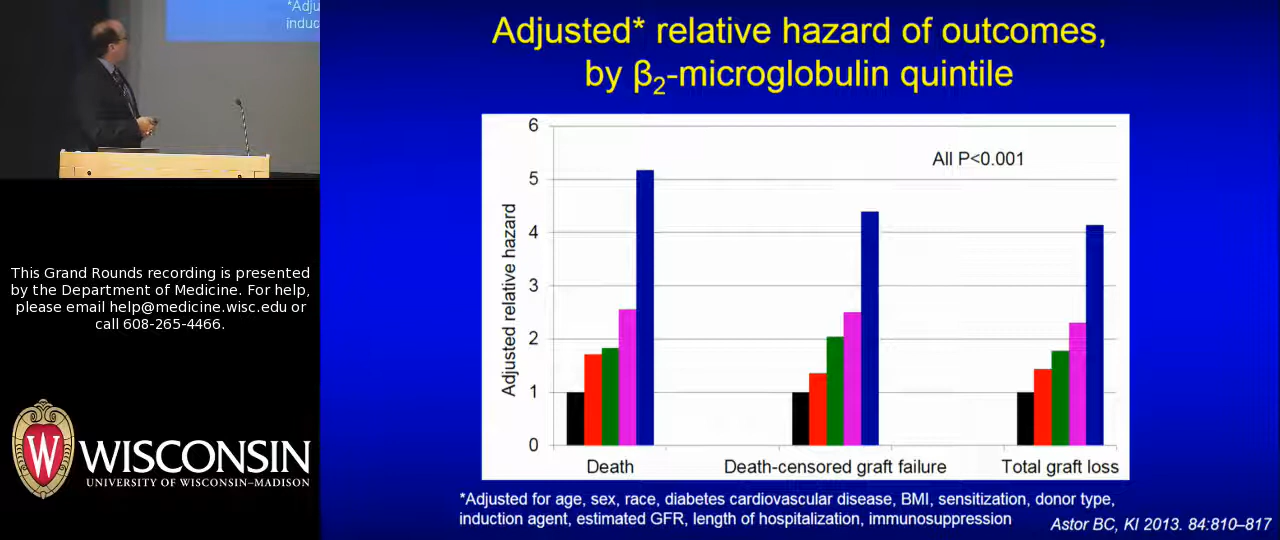 *Adju
induc
This Grand Rounds recording is presented
by the Department of Medicine. For help,
please email help@medicine.wisc.edu or
call 608-265-4466.
W WISCONSIN
UNIVERSITY OF WISCONSIN–MADISON
Adjusted* relative hazard of outcomes,
by β₂-microglobulin quintile
All P<0.001
Adjusted relative hazard
6
5
4
3
2
1
0
Death
Death-censored graft failure
Total graft loss
*Adjusted for age, sex, race, diabetes cardiovascular disease, BMI, sensitization, donor type,
induction agent, estimated GFR, length of hospitalization, immunosuppression
Astor BC, KI 2013. 84:810–817